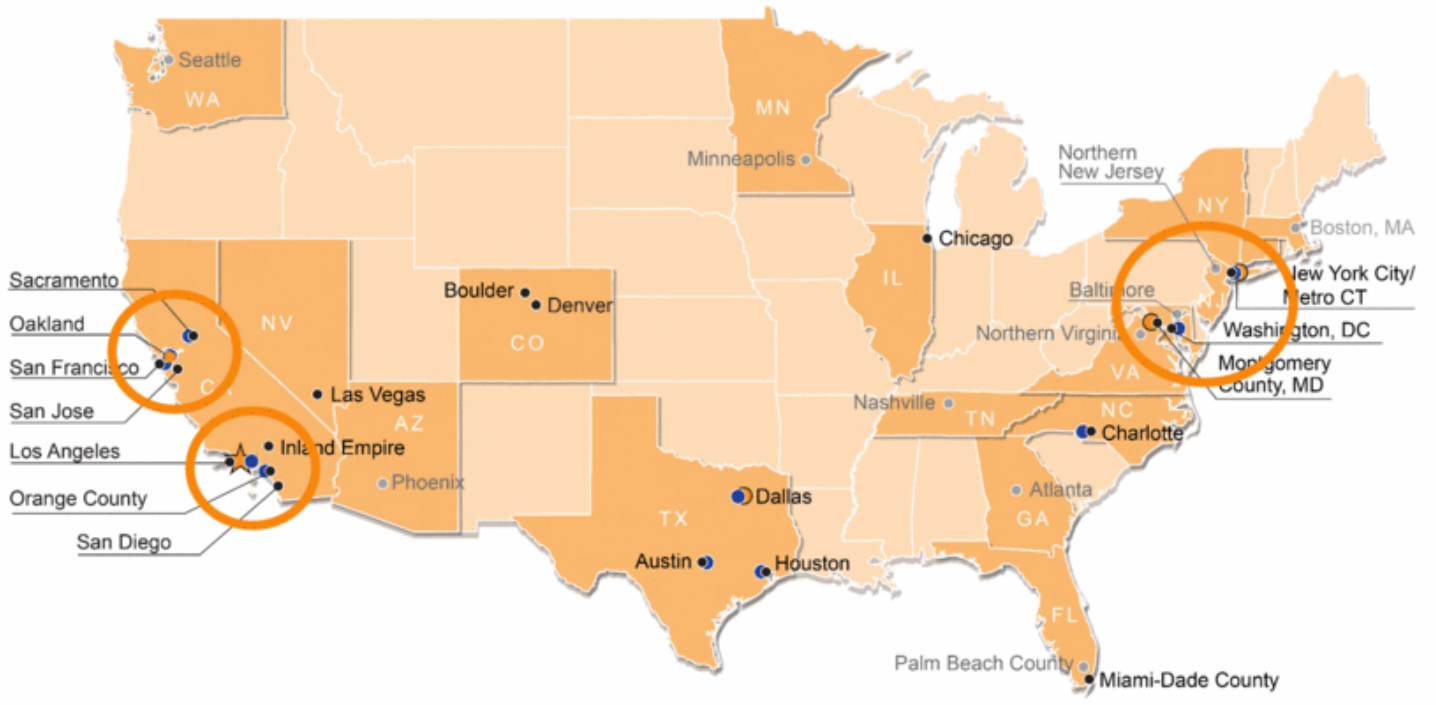 Seattle
WA
MN
Minneapolis
Northern
New Jersey
NY
Boston, MA
Chicago
Sacramento
IL
New York City/
Metro CT
Boulder
Denver
Baltimore
NJ
Oakland
NV
CO
Northern Virginia
Washington, DC
San Francisco
CA
VA
Montgomery
County, MD
Las Vegas
San Jose
AZ
Nashville
TN
NC
Charlotte
Los Angeles
Inland Empire
Phoenix
Orange County
Dallas
Atlanta
TX
GA
San Diego
Austin
Houston
FL
Palm Beach County
Miami-Dade County